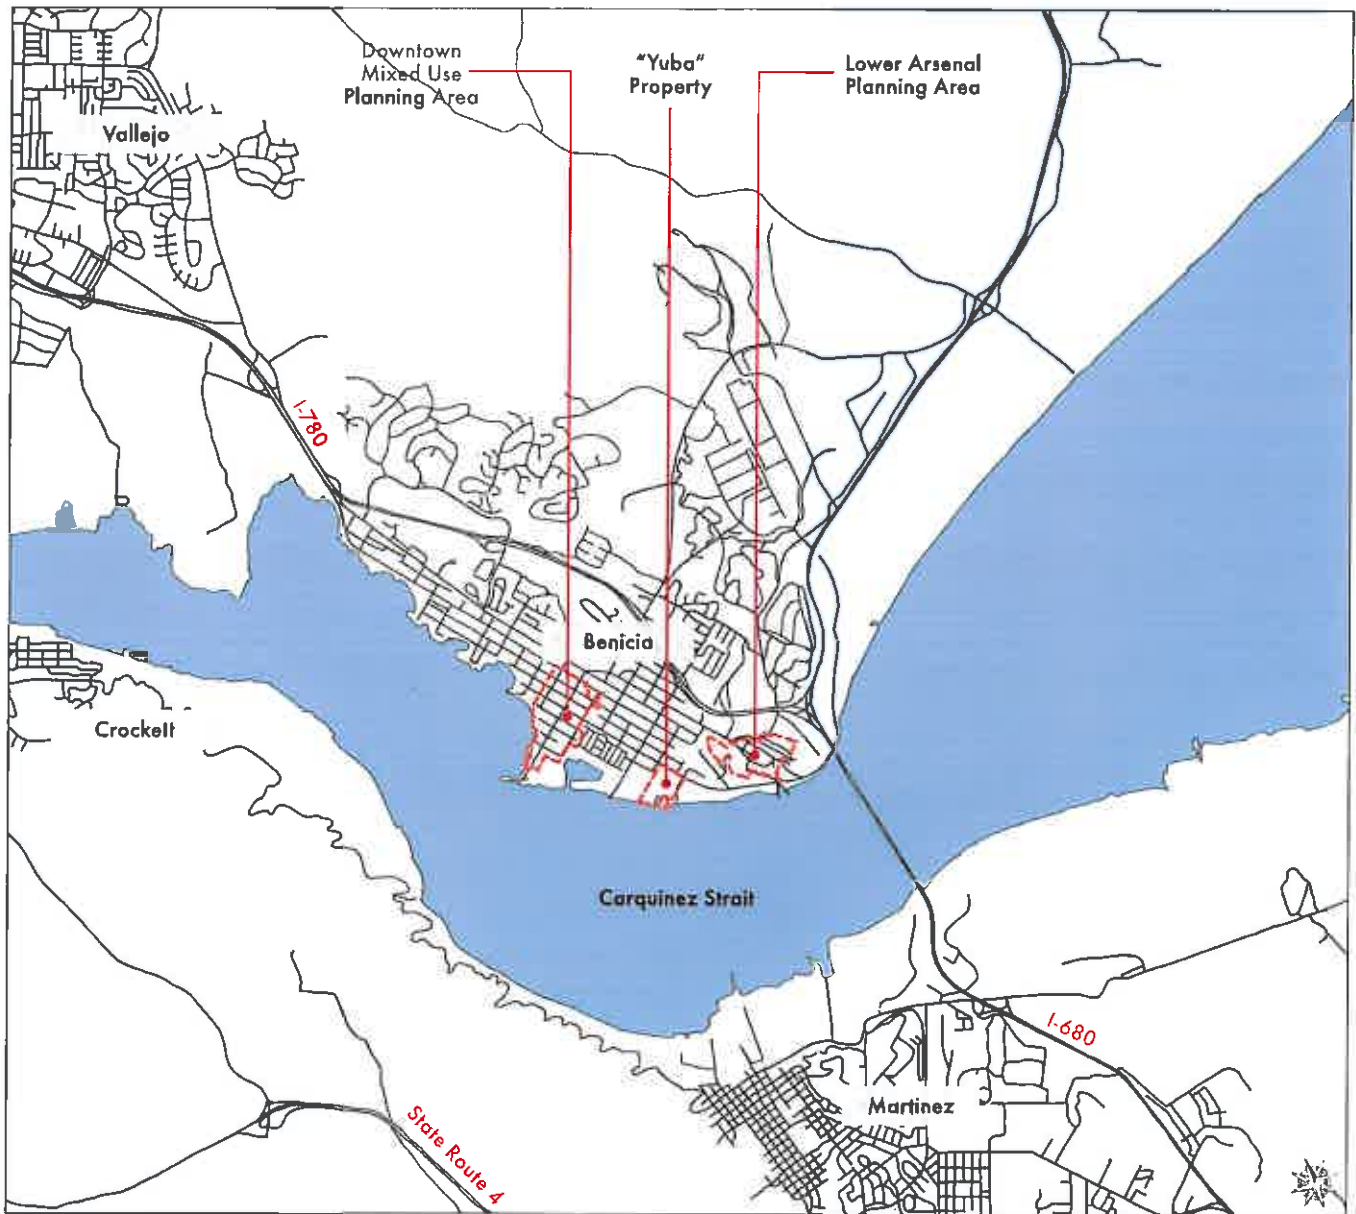 Downtown
Mixed Use
Planning Area
"Yuba"
Property
Lower Arsenal
Planning Area
Vallejo
I-780
Benicia
Crockett
Carquinez Strait
I-680
Martinez
State Route 4